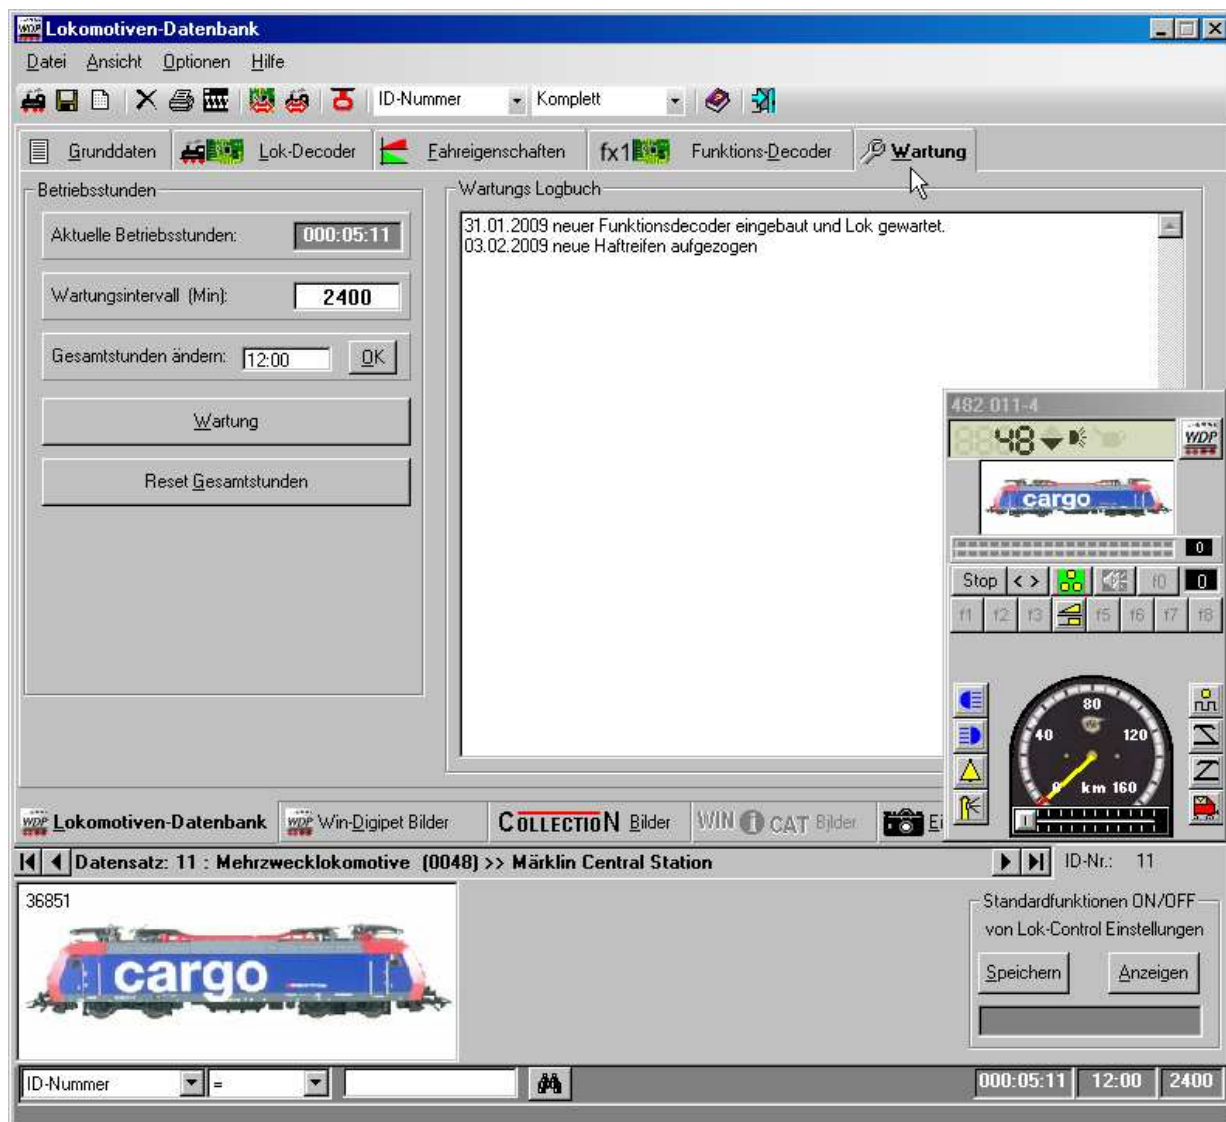 WDP Lokomotiven-Datenbank
Datei Ansicht Optionen Hilfe
ID-Nummer Komplett
Grunddaten Lok-Decoder Fahreigenschaften fx1 Funktions-Decoder Wartung
Betriebsstunden
Aktuelle Betriebsstunden: 000:05:11
Wartungsintervall (Min): 2400
Gesamtstunden ändern: 12:00 OK
Wartung
Reset Gesamtstunden
Wartungs Logbuch
31.01.2009 neuer Funktionsdecoder eingebaut und Lok gewartet.
03.02.2009 neue Haftreifen aufgezogen
482 011-4
48 WDP
cargo
0
Stop < > f0 0
f1 f2 f3 f5 f6 f7 f8
80
40 120
0 km 160
WDP Lokomotiven-Datenbank WDP Win-Digipet Bilder COLLECTION Bilder WIN CAT Bilder Ei
Datensatz: 11 : Mehrzwecklokomotive (0048) >> Märklin Central Station ID-Nr.: 11
36851
cargo
Standardfunktionen ON/OFF
von Lok-Control Einstellungen
Speichern Anzeigen
ID-Nummer = 000:05:11 12:00 2400